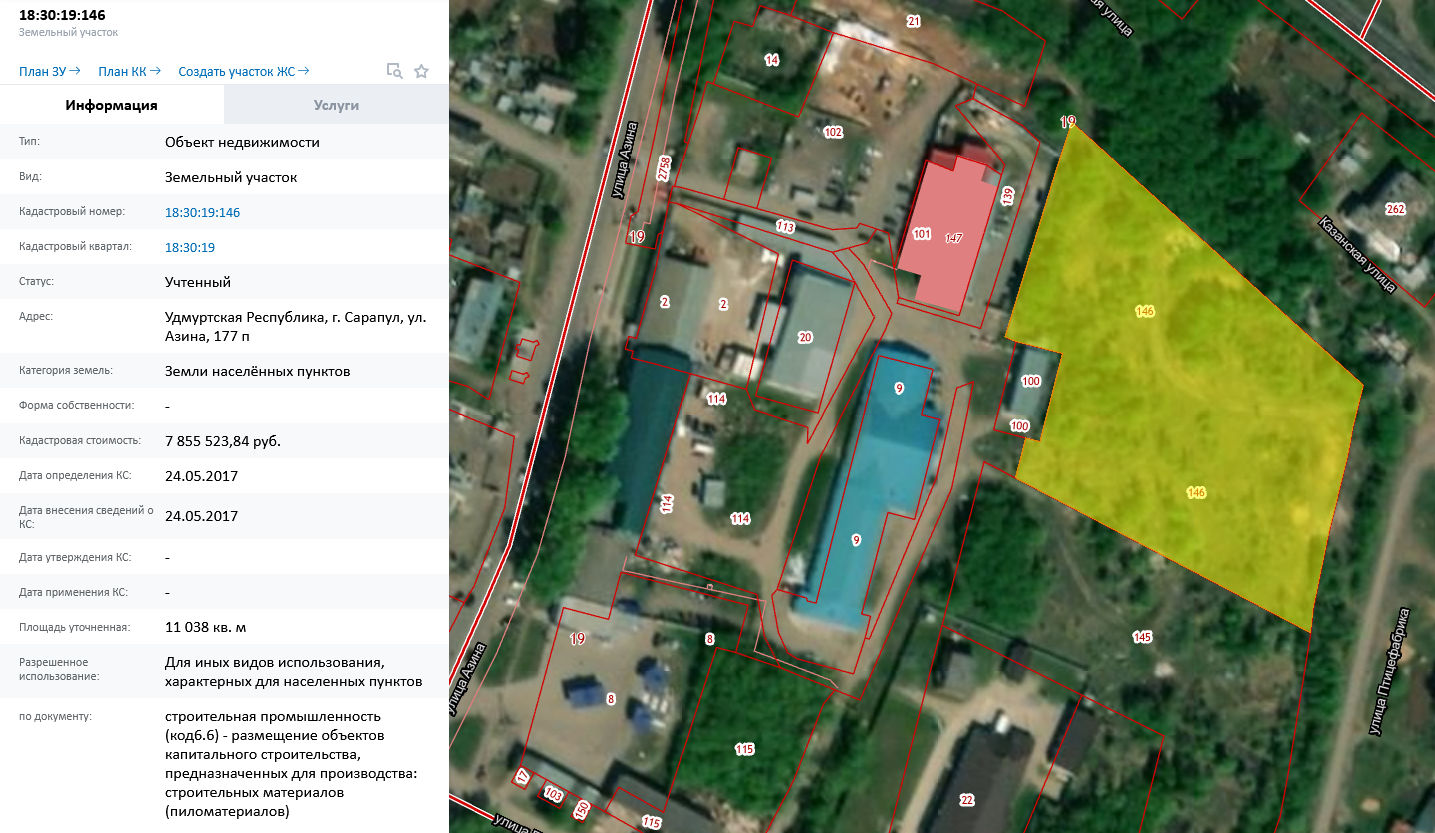 18:30:19:146
Земельный участок
План ЗУ→ План КК→ Создать участок ЖС→
Информация Услуги
Тип: Объект недвижимости
Вид: Земельный участок
Кадастровый номер: 18:30:19:146
Кадастровый квартал: 18:30:19
Статус: Учтенный
Адрес: Удмуртская Республика, г. Сарапул, ул.
Азина, 177 п
Категория земель: Земли населённых пунктов
Форма собственности: -
Кадастровая стоимость: 7 855 523,84 руб.
Дата определения КС: 24.05.2017
Дата внесения сведений о
КС:
24.05.2017
Дата утверждения КС: -
Дата применения КС: -
Площадь уточненная: 11 038 кв. м
Разрешенное
использование:
Для иных видов использования,
характерных для населенных пунктов
по документу: строительная промышленность
(код6.6) - размещение объектов
капитального строительства,
предназначенных для производства:
строительных материалов
(пиломатериалов)
21
14
19
102
улица Азина
2758
139
262
113
19
101
147
Казанская улица
2
2
146
20
100
9
114
100
146
114
114
9
улица Птицефабрика
145
19
8
улица Азина
8
115
17
103
150
115
22